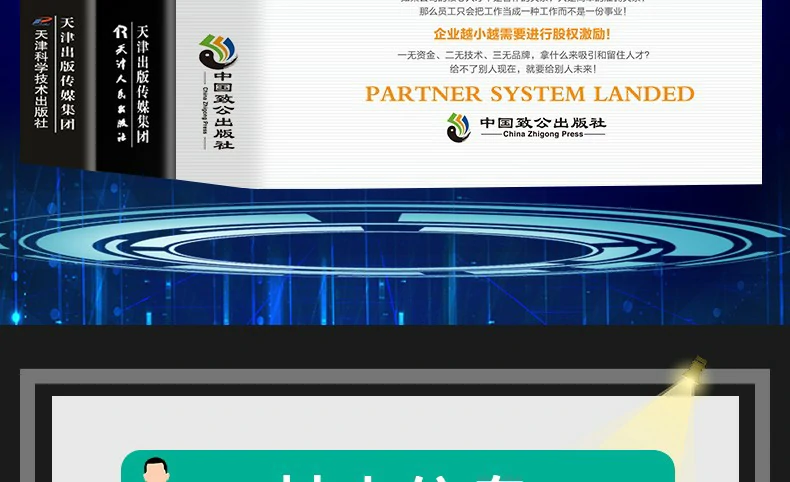 那么员工只会把工作当成一种工作而不是一份事业！
企业越小越需要进行股权激励！
一无资金、二无技术、三无品牌，拿什么来吸引和留住人才？
给不了别人现在，就要给别人未来！
PARTNER SYSTEM LANDED
中国致公出版社
China Zhigong Press
天津出版传媒集团
天津科学技术出版社
天津出版传媒集团
天津人民出版社
中国致公出版社
China Zhigong Press